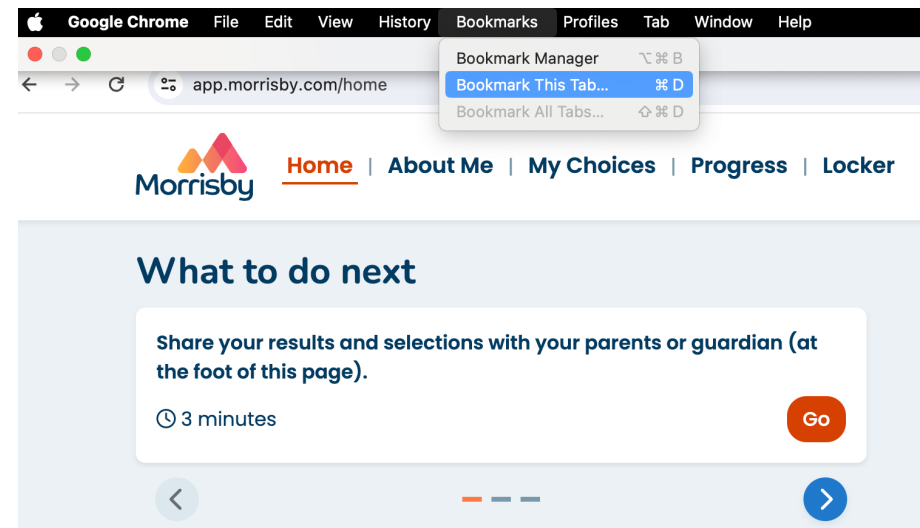 Google Chrome File Edit View History Bookmarks Profiles Tab Window Help
Bookmark Manager ⌥⌘B
app.morrisby.com/home
Bookmark This Tab... ⌘D
Bookmark All Tabs... ⇧⌘D
Morrisby
Home | About Me | My Choices | Progress | Locker
What to do next
Share your results and selections with your parents or guardian (at
the foot of this page).
3 minutes
Go